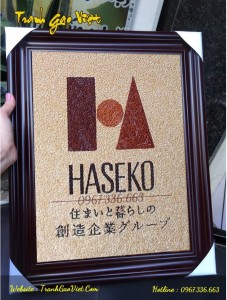 Tranh Gạo Việt
HASEKO
0967.336.663
住まいと暮らしの
創造企業グループ
Website : TranhGaoViet.Com
Hotline : 0967.336.663